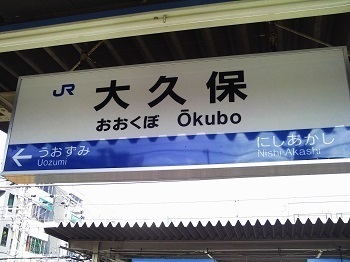 JR 大久保
おおくぼ Ōkubo
← うおずみ にしあかし
Uozumi Nishi Akashi